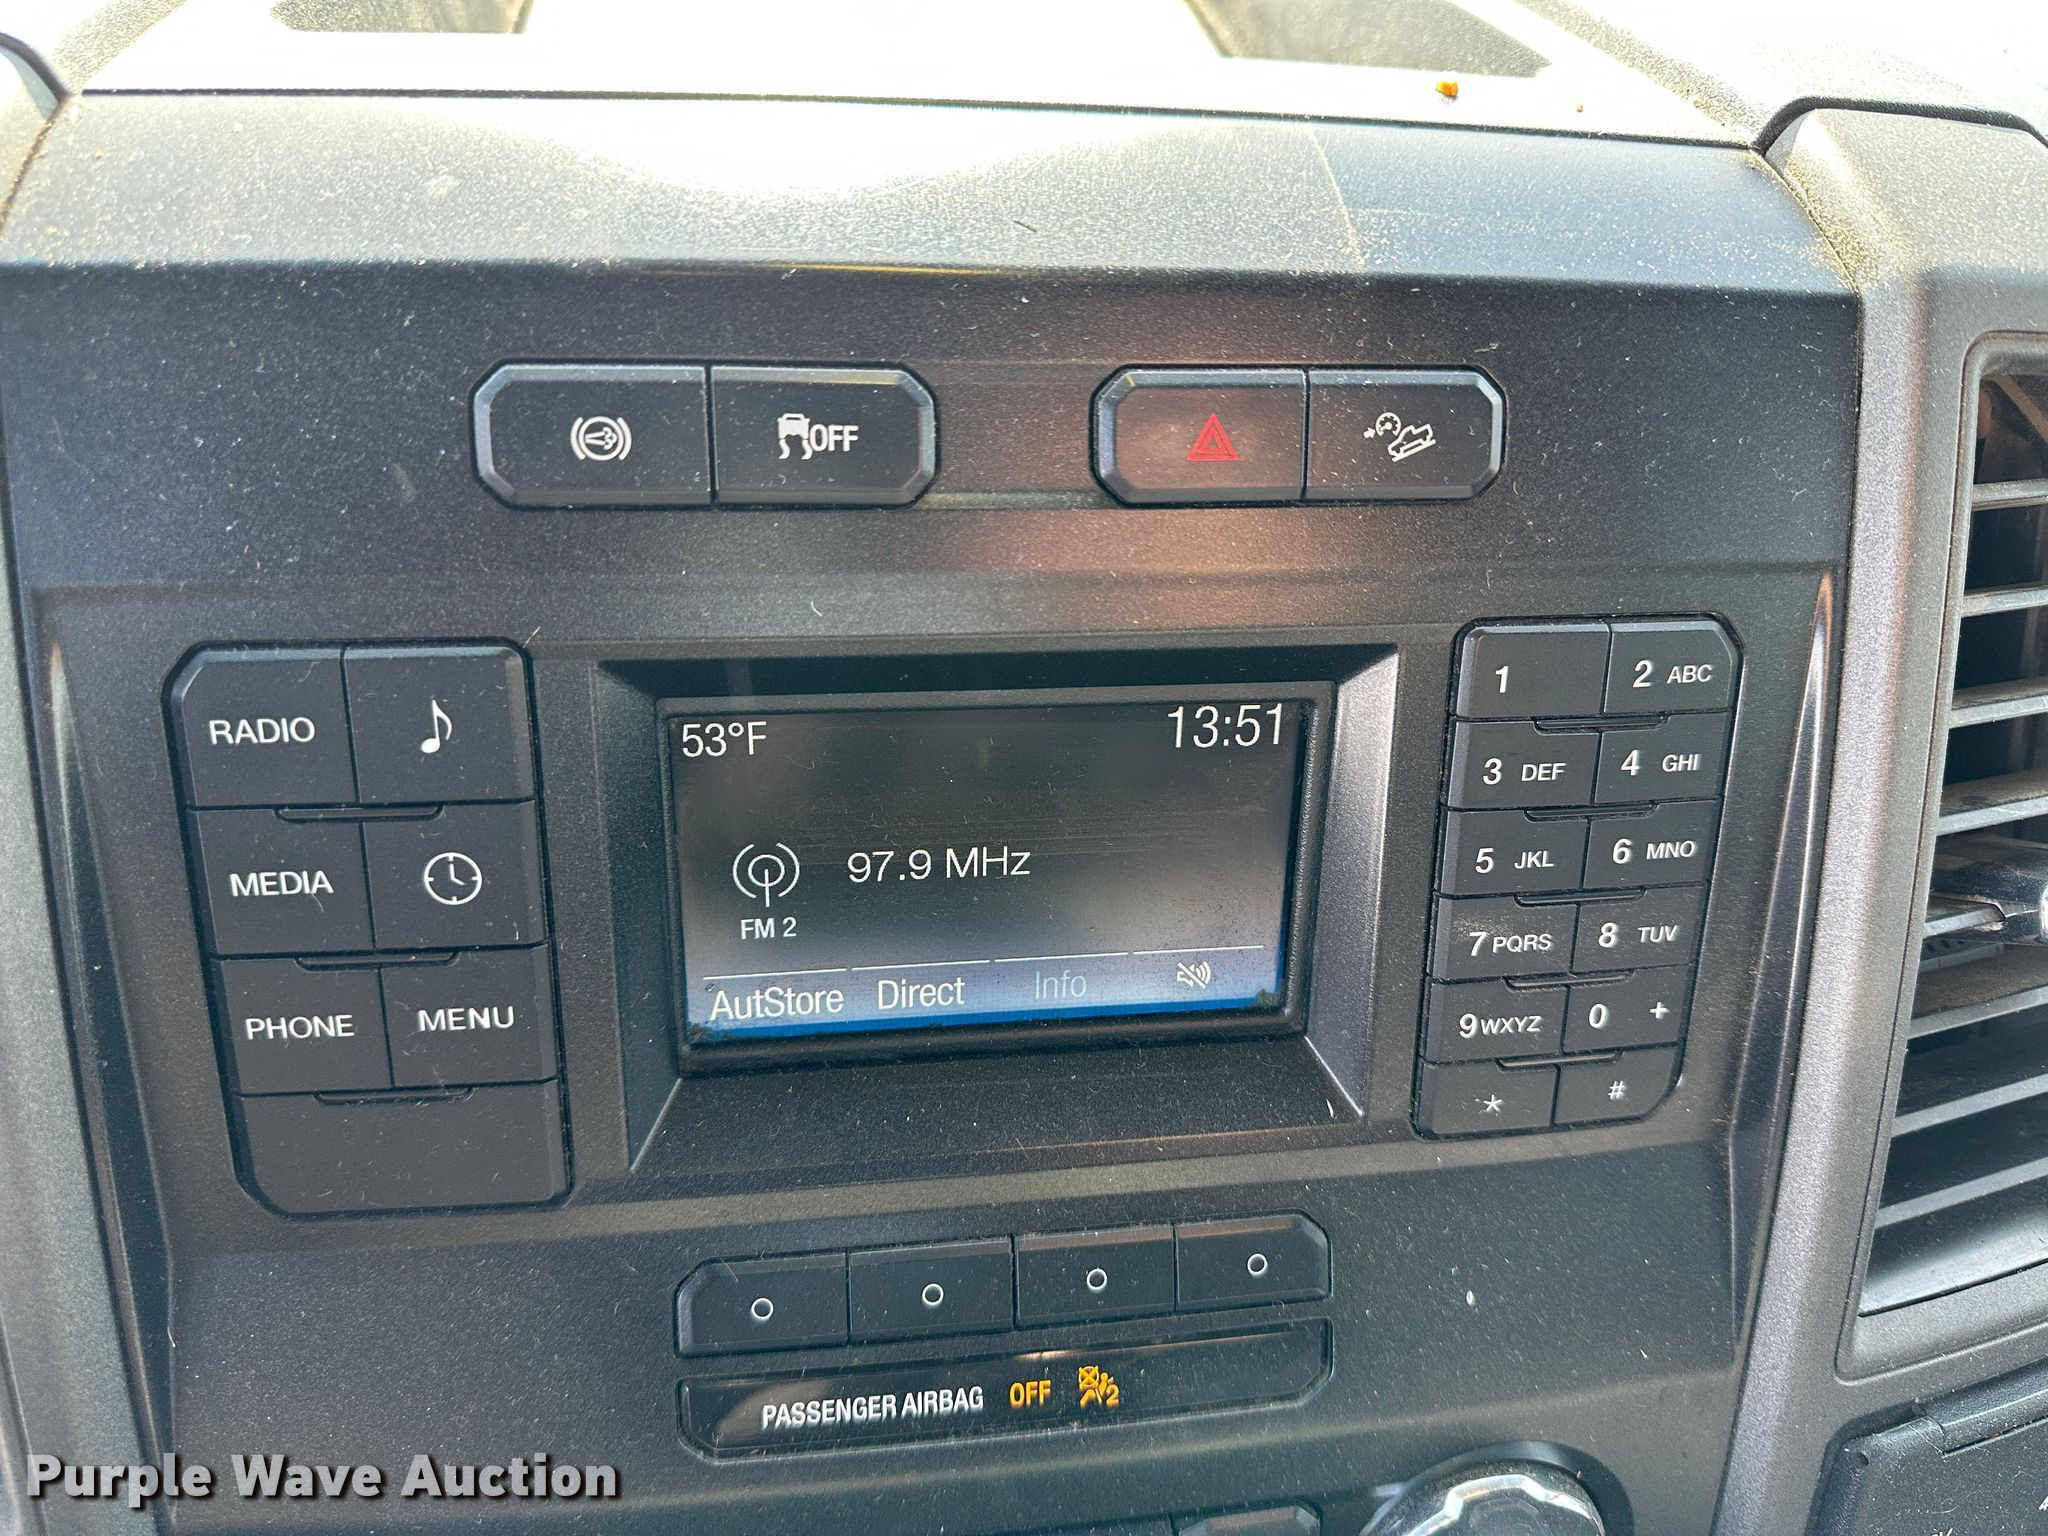 OFF
RADIO
MEDIA
PHONE
MENU
53°F
13:51
97.9 MHz
FM 2
AutStore
Direct
Info
1
2 ABC
3 DEF
4 GHI
5 JKL
6 MNO
7 PQRS
8 TUV
9 WXYZ
0 +
*
#
PASSENGER AIRBAG OFF 2
Purple Wave Auction